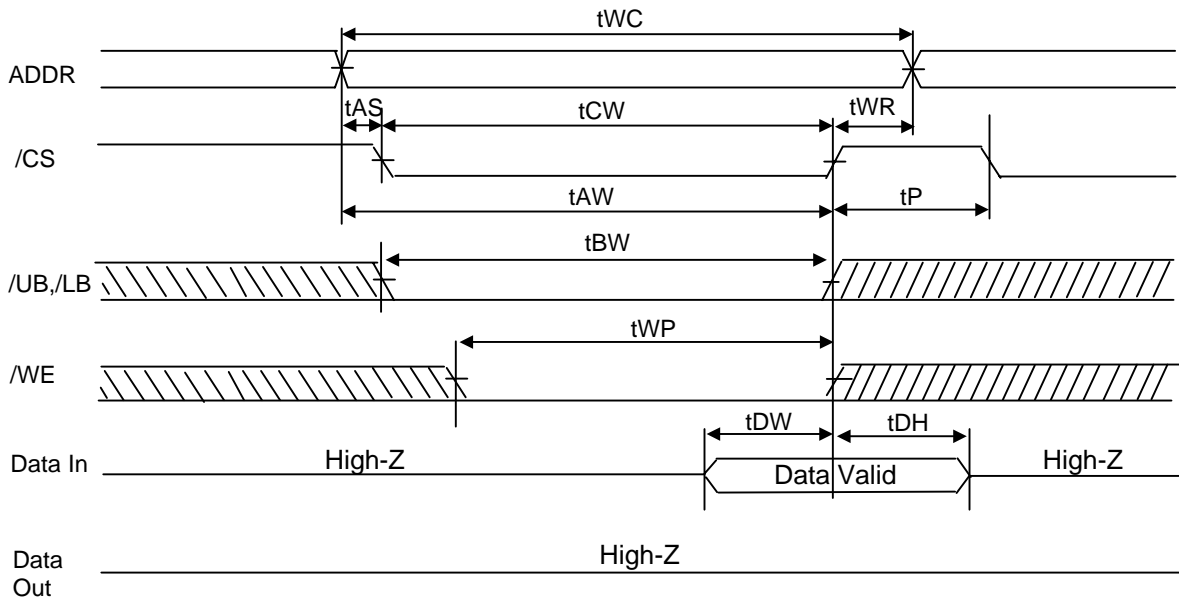 tWC
ADDR
tAS
tCW
tWR
/CS
tAW
tP
tBW
/UB,/LB
tWP
/WE
tDW
tDH
Data In
High-Z
Data Valid
High-Z
High-Z
Data
Out